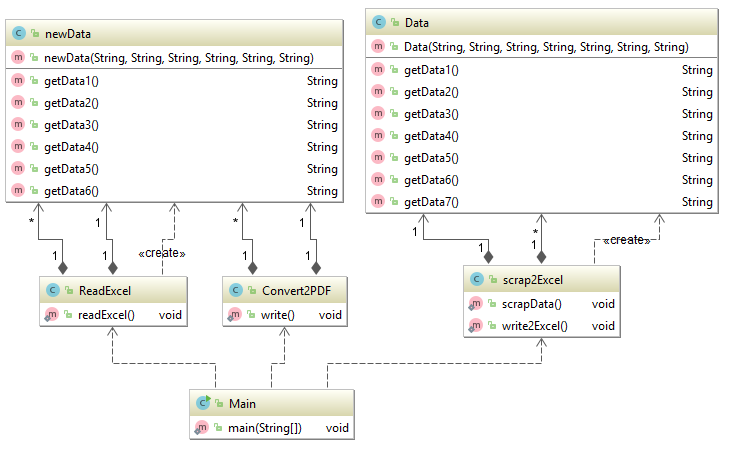 newData
newData(String, String, String, String, String, String)
getData1() String
getData2() String
getData3() String
getData4() String
getData5() String
getData6() String
Data
Data(String, String, String, String, String, String, String)
getData1() String
getData2() String
getData3() String
getData4() String
getData5() String
getData6() String
getData7() String
* 1 * 1 1 *
«create» «create»
1 1 1 1 1 1
ReadExcel
readExcel() void
Convert2PDF
write() void
scrap2Excel
scrapData() void
write2Excel() void
Main
main(String[]) void